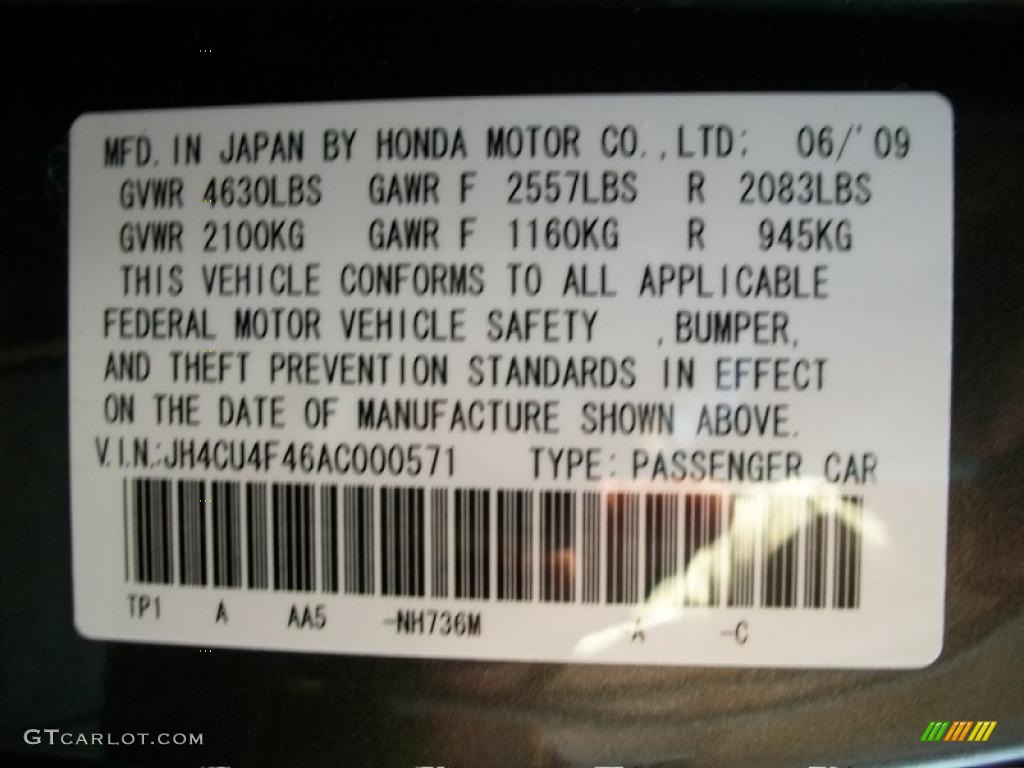 MFD. IN JAPAN BY HONDA MOTOR CO.,LTD: 06/'09
GVWR 4630LBS GAWR F 2557LBS R 2083LBS
GVWR 2100KG GAWR F 1160KG R 945KG
THIS VEHICLE CONFORMS TO ALL APPLICABLE
FEDERAL MOTOR VEHICLE SAFETY ,BUMPER,
AND THEFT PREVENTION STANDARDS IN EFFECT
ON THE DATE OF MANUFACTURE SHOWN ABOVE.
V.I.N.:JH4CU4F46AC000571 TYPE: PASSENGER CAR
TP1 A AA5 -NH736M A -C
GTCARLOT.COM